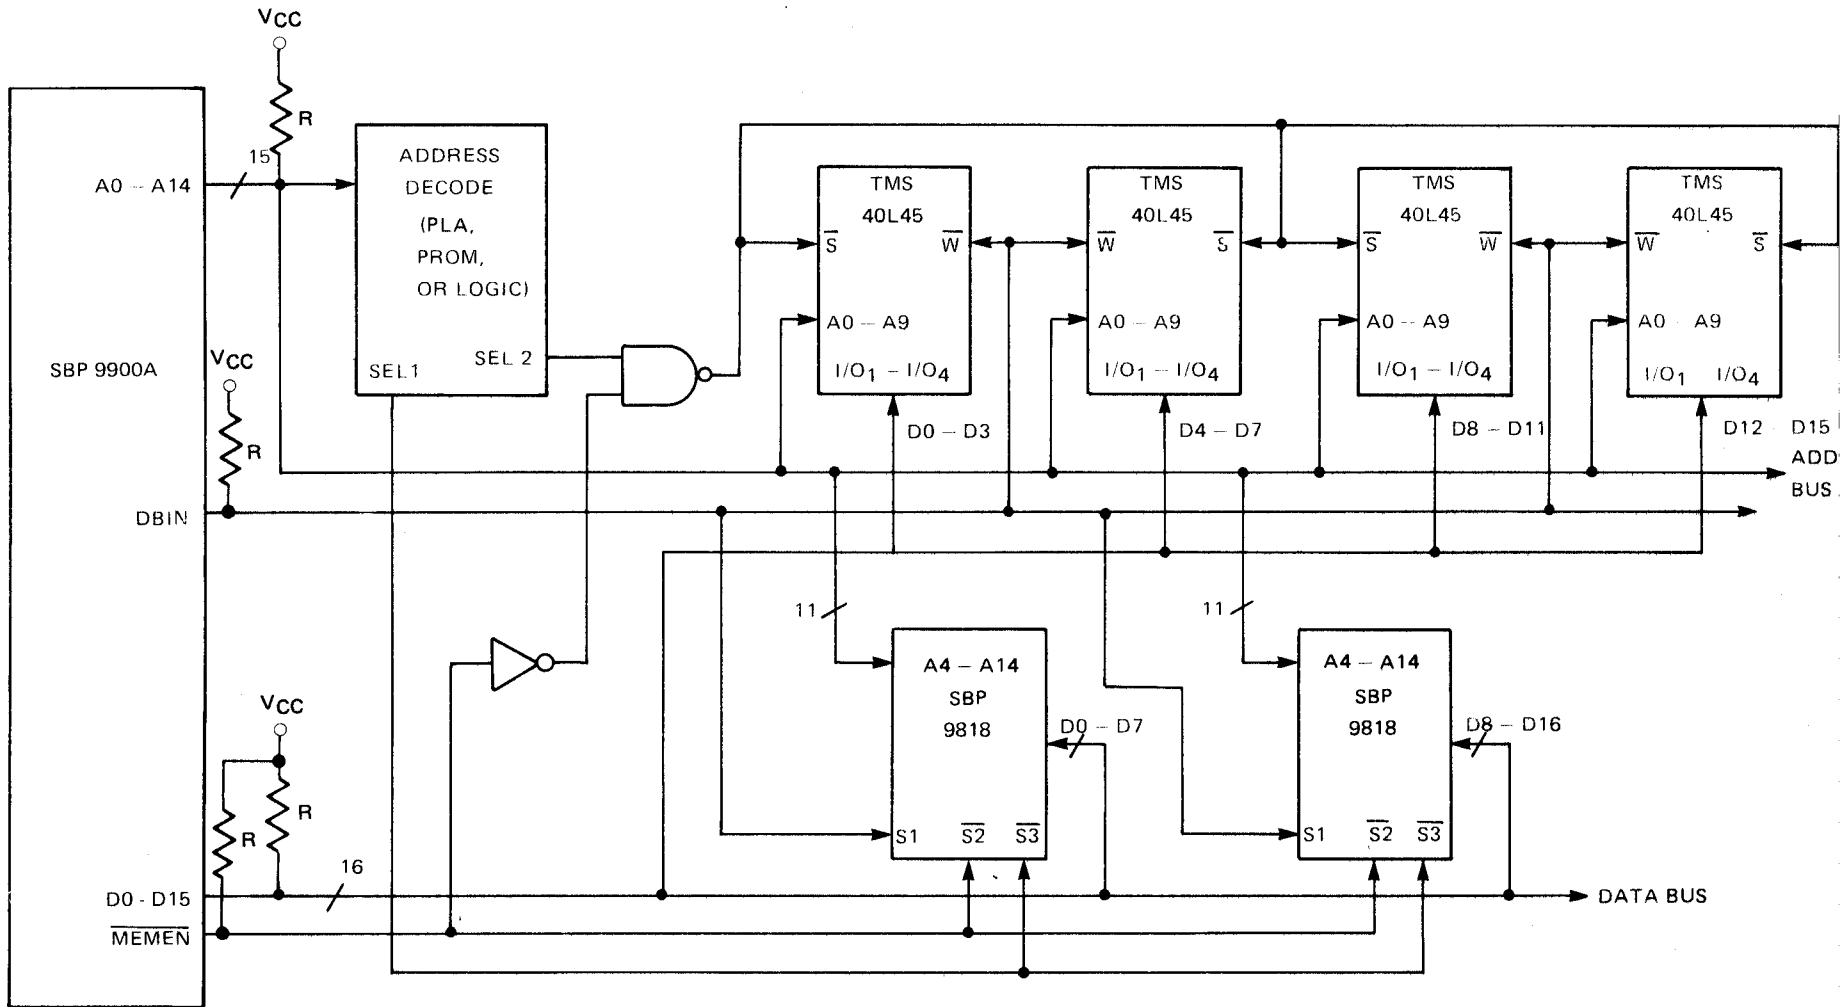 VCC
R
15
A0 – A14
ADDRESS
DECODE
(PLA,
PROM,
OR LOGIC)
SEL 2
SEL 1
TMS
40L45
S W
A0 – A9
I/O1 – I/O4
TMS
40L45
W S
A0 – A9
I/O1 – I/O4
TMS
40L45
S W
A0 – A9
I/O1 – I/O4
TMS
40L45
W S
A0 A9
I/O1 I/O4
SBP 9900A
VCC
R
D0 – D3
D4 – D7
D8 – D11
D12 D15
ADD
BUS
DBIN
11
11
A4 – A14
SBP
9818
D0 – D7
S1 S2 S3
A4 – A14
SBP
9818
D8 – D16
S1 S2 S3
VCC
R
R
16
D0 - D15
MEMEN
DATA BUS